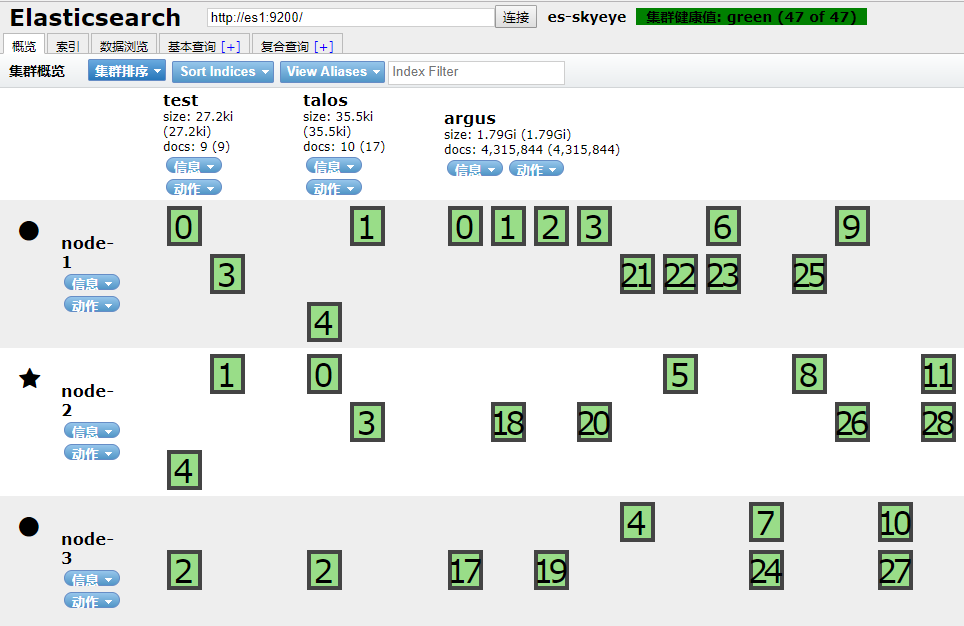 Elasticsearch http://es1:9200/ 连接 es-skyeye 集群健康值: green (47 of 47)
概览 索引 数据浏览 基本查询 [+] 复合查询 [+]
集群概览 集群排序 Sort Indices View Aliases Index Filter
test talos argus
size: 27.2ki size: 35.5ki size: 1.79Gi (1.79Gi)
(27.2ki) (35.5ki) docs: 4,315,844 (4,315,844)
docs: 9 (9) docs: 10 (17)
信息 信息 信息 动作
动作 动作
node-1
信息
动作
0 1 0 1 2 3 6 9
3 21 22 23 25
4
node-2
信息
动作
1 0 5 8 11
3 18 20 26 28
4
node-3
信息
动作
4 7 10
2 2 17 19 24 27